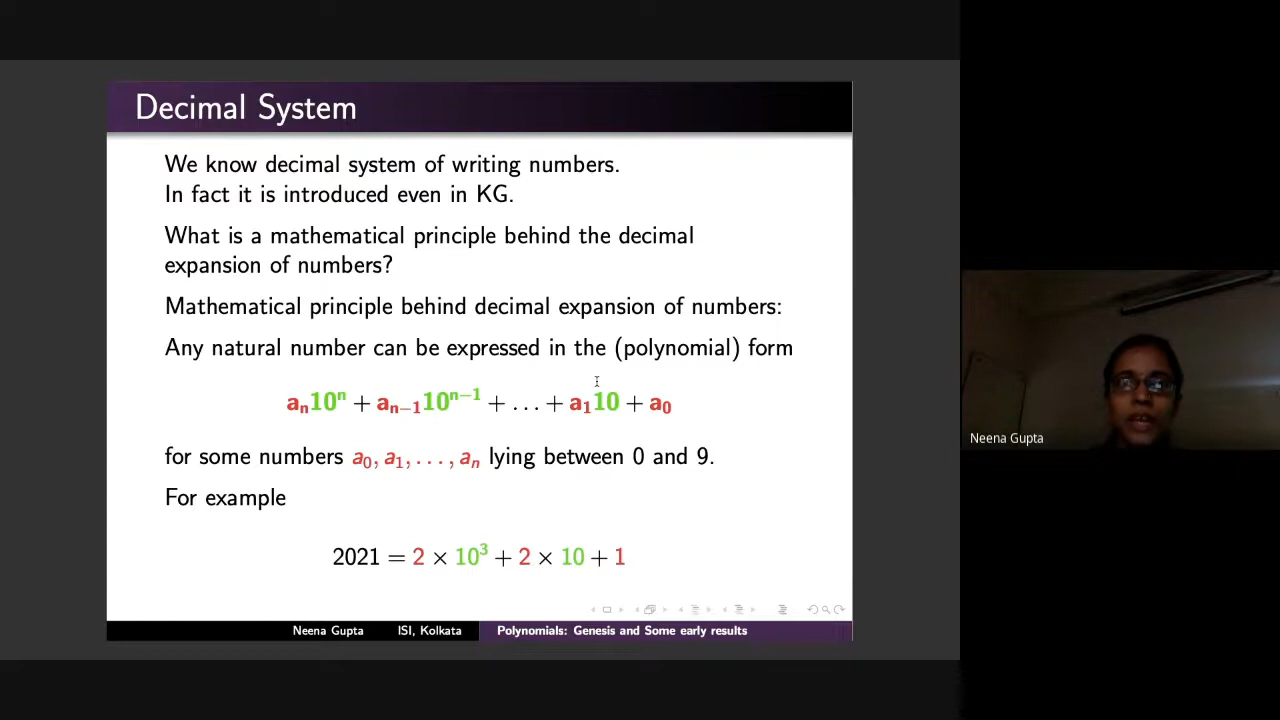 Decimal System
We know decimal system of writing numbers.
In fact it is introduced even in KG.
What is a mathematical principle behind the decimal
expansion of numbers?
Mathematical principle behind decimal expansion of numbers:
Any natural number can be expressed in the (polynomial) form
aₙ10ⁿ + aₙ₋₁10ⁿ⁻¹ + . . . + a₁10 + a₀
for some numbers a₀, a₁, . . . , aₙ lying between 0 and 9.
For example
2021 = 2 × 10³ + 2 × 10 + 1
Neena Gupta ISI, Kolkata Polynomials: Genesis and Some early results
Neena Gupta